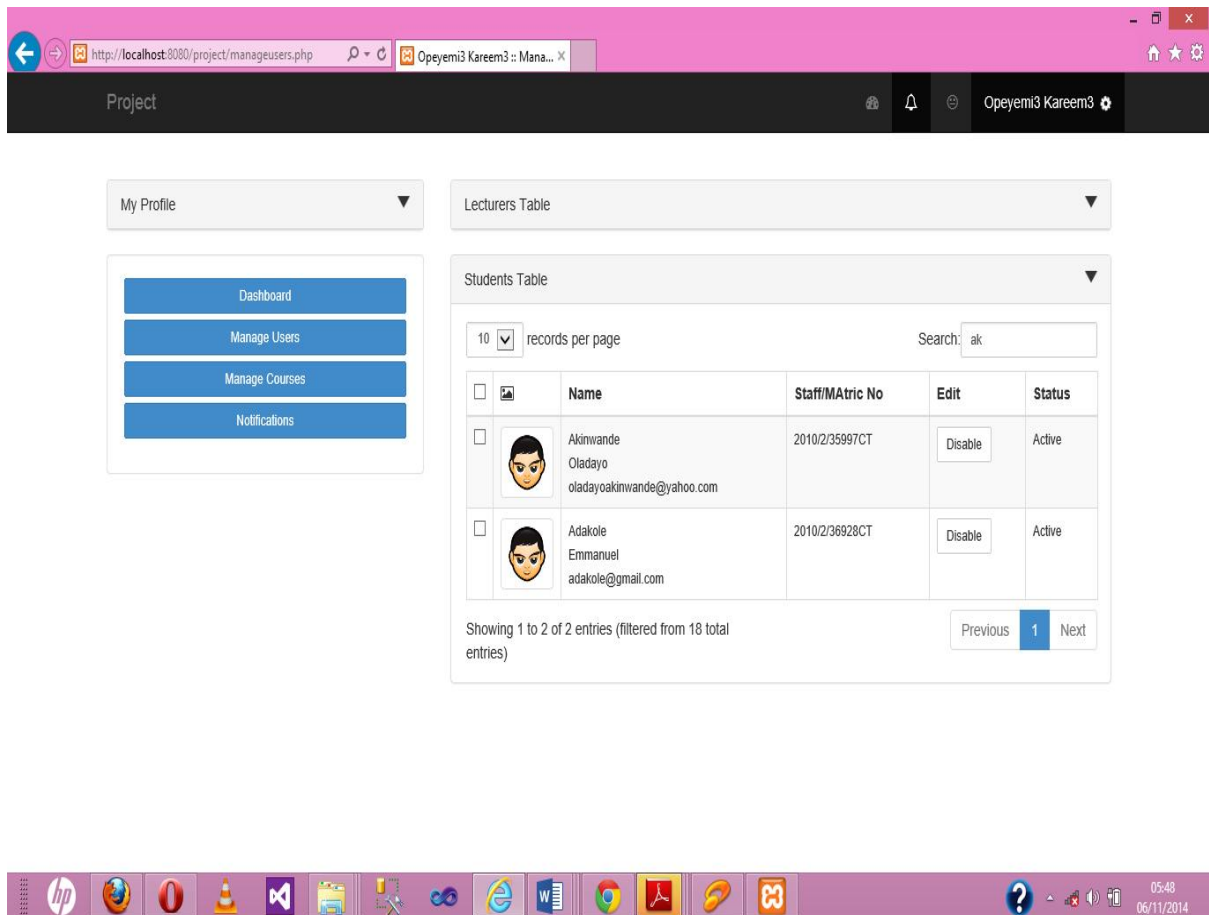 http://localhost:8080/project/manageusers.php
Opeyemi3 Kareem3 :: Mana...
Project
Opeyemi3 Kareem3
My Profile
Dashboard
Manage Users
Manage Courses
Notifications
Lecturers Table
Students Table
10 records per page
Search: ak
Name Staff/MAtric No Edit Status
Akinwande 2010/2/35997CT Disable Active
Oladayo
oladayoakinwande@yahoo.com
Adakole 2010/2/36928CT Disable Active
Emmanuel
adakole@gmail.com
Showing 1 to 2 of 2 entries (filtered from 18 total
entries)
Previous 1 Next
hp
05:48
06/11/2014